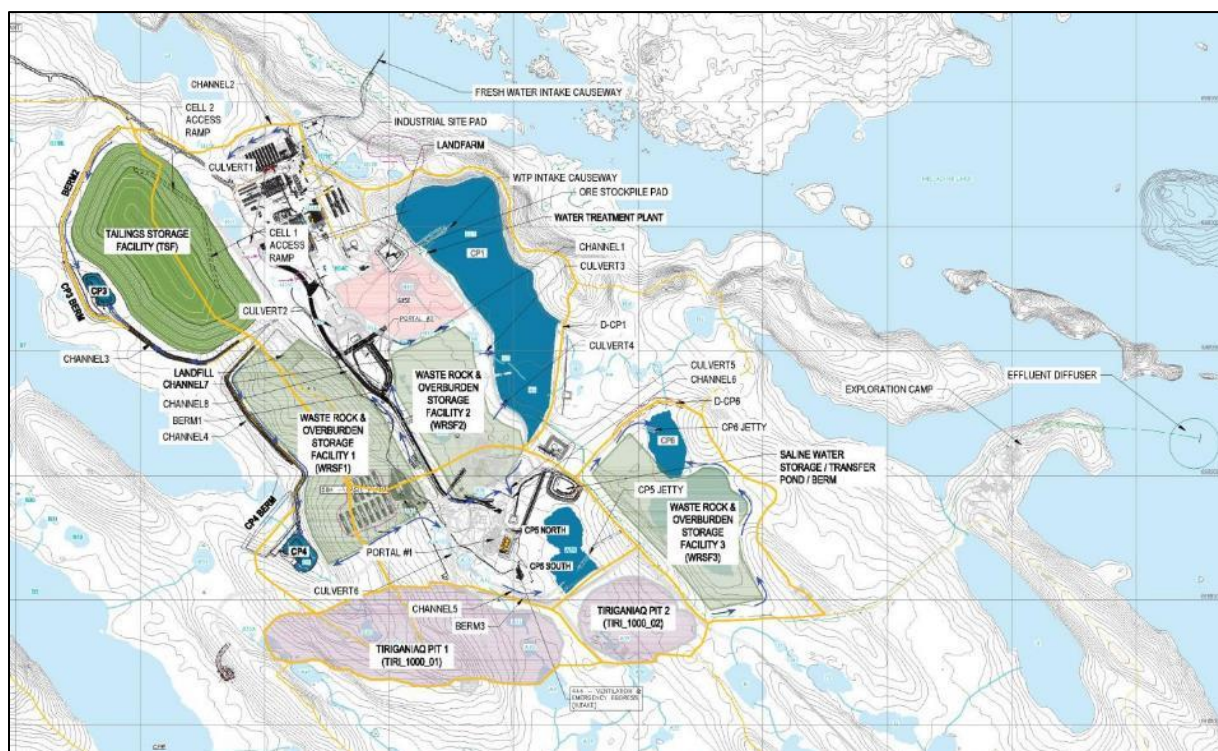 CHANNEL2
FRESH WATER INTAKE CAUSEWAY
CELL 2
ACCESS
RAMP
INDUSTRIAL SITE PAD
LANDFARM
CULVERT1
WTP INTAKE CAUSEWAY
ORE STOCKPILE PAD
WATER TREATMENT PLANT
BERM2
TAILINGS STORAGE
FACILITY (TSF)
CELL 1
ACCESS
RAMP
CP1
CHANNEL1
CULVERT3
CP3
CP3 BERM
CULVERT2
PORTAL #2
D-CP1
CULVERT4
CHANNEL3
LANDFILL
CHANNEL7
CHANNEL8
BERM1
CHANNEL4
WASTE ROCK &
OVERBURDEN
STORAGE
FACILITY 2
(WRSF2)
CULVERT5
CHANNEL6
D-CP6
CP6 JETTY
EXPLORATION CAMP
EFFLUENT DIFFUSER
WASTE ROCK &
OVERBURDEN
STORAGE
FACILITY 1
(WRSF1)
CP6
SALINE WATER
STORAGE / TRANSFER
POND / BERM
CP5 JETTY
CP4 BERM
CP4
WASTE ROCK &
OVERBURDEN
STORAGE
FACILITY 3
(WRSF3)
PORTAL #1
CP5 NORTH
CP5 SOUTH
CULVERT6
CHANNEL5
BERM3
TIRIGANIAQ PIT 2
(TIRI_1000_02)
TIRIGANIAQ PIT 1
(TIRI_1000_01)
VENTILATION &
EMERGENCY EGRESS
(INTAKE)